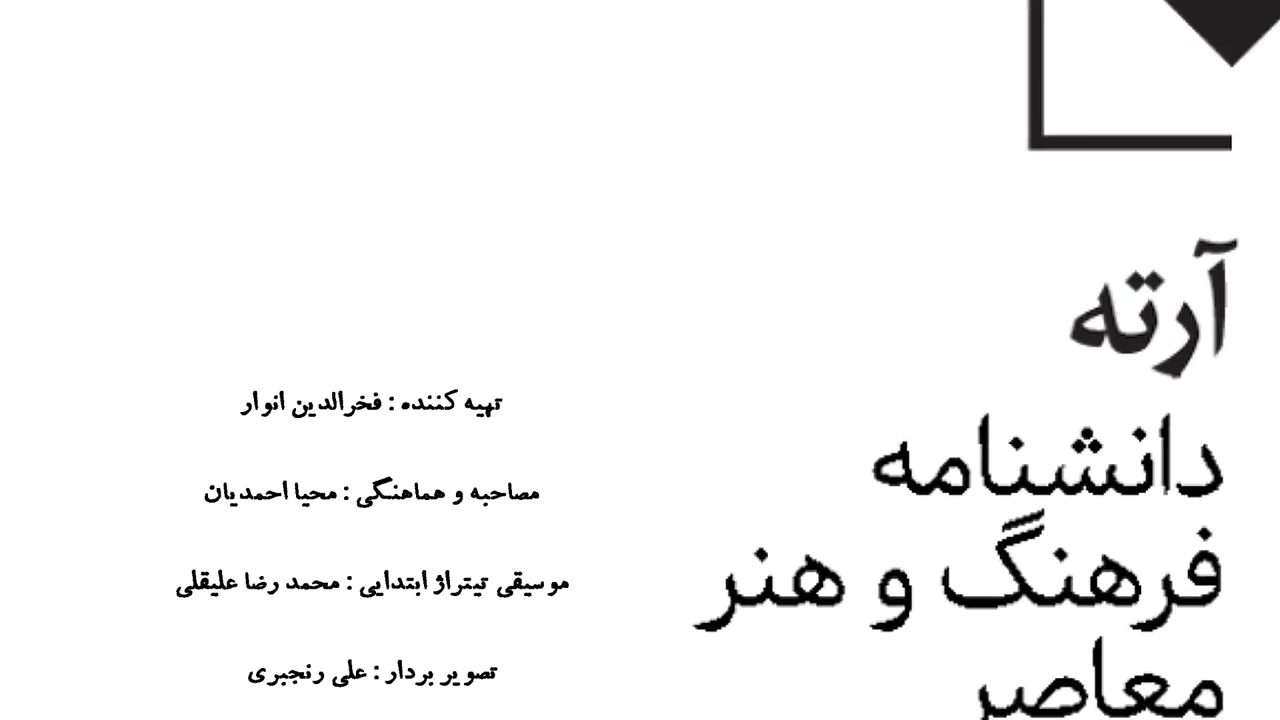 آرته
دانشنامه
فرهنگ و هنر
معاصر
تهیه کننده : فخرالدین انوار
مصاحبه و هماهنگی : محیا احمدیان
موسیقی تیتراژ ابتدایی : محمد رضا علیقلی
تصویر بردار : علی رنجبری